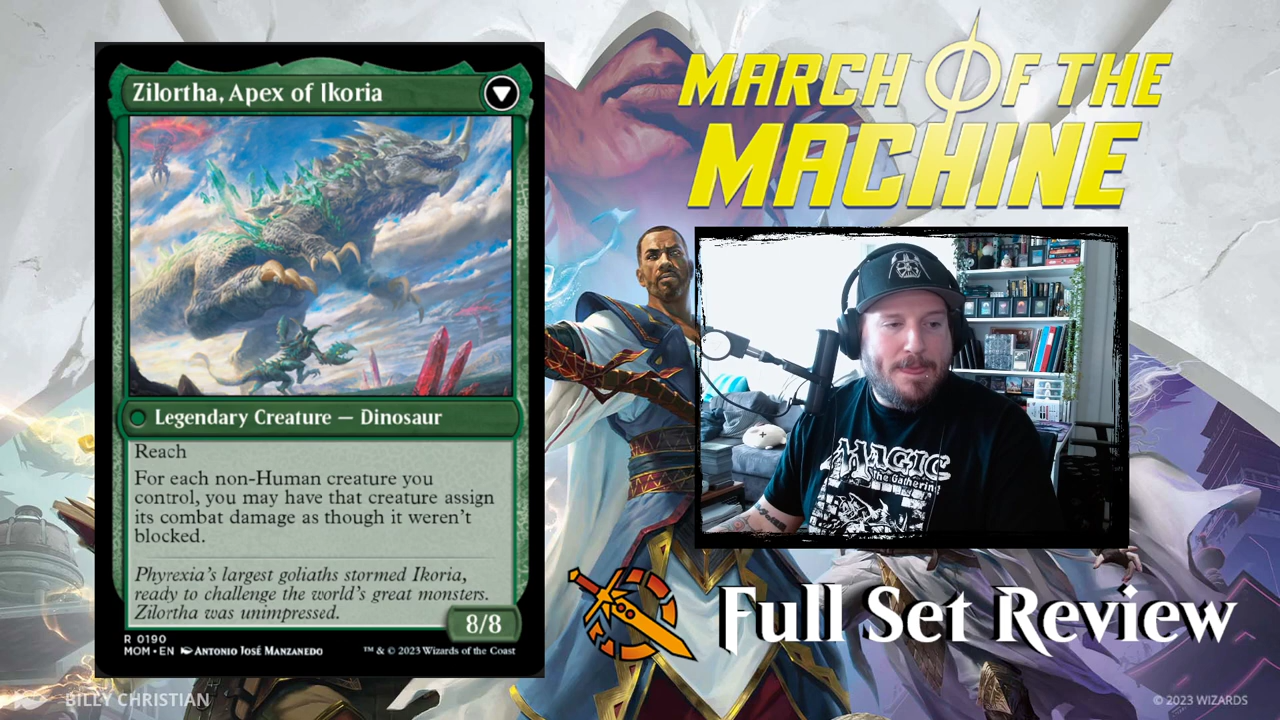 Zilortha, Apex of Ikoria
Legendary Creature — Dinosaur
Reach
For each non-Human creature you
control, you may have that creature assign
its combat damage as though it weren't
blocked.
Phyrexia's largest goliaths stormed Ikoria,
ready to challenge the world's great monsters.
Zilortha was unimpressed.
8/8
R 0190
MOM • EN ANTONIO JOSÉ MANZANEDO
™ & © 2023 Wizards of the Coast
MARCH OF THE
MACHINE
MAGIC
The Gathering
Full Set Review
BILLY CHRISTIAN
© 2023 WIZARDS